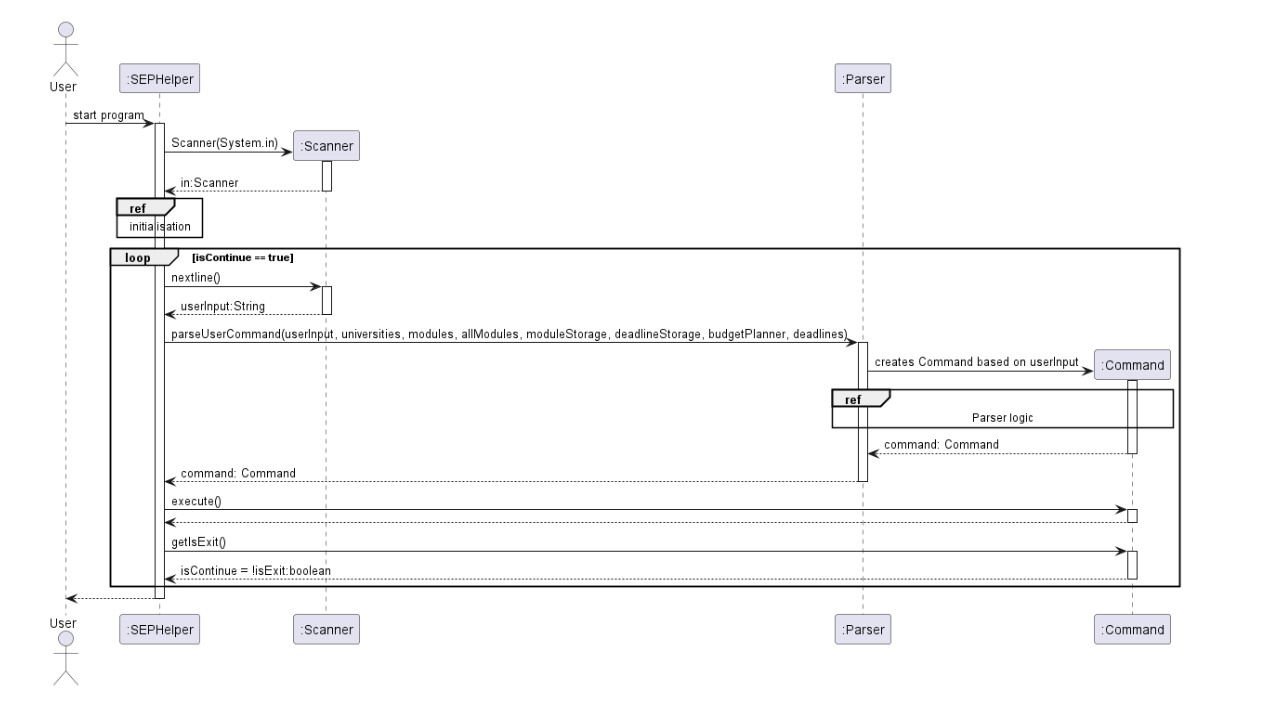 User
:SEPHelper
:Parser
start program
Scanner(System.in)
:Scanner
in:Scanner
ref
initialisation
loop
[isContinue == true]
nextline()
userInput:String
parseUserCommand(userInput, universities, modules, allModules, moduleStorage, deadlineStorage, budgetPlanner, deadlines)
creates Command based on userInput
:Command
ref
Parser logic
command: Command
command: Command
execute()
getIsExit()
isContinue = !isExit:boolean
User
:SEPHelper
:Scanner
:Parser
:Command